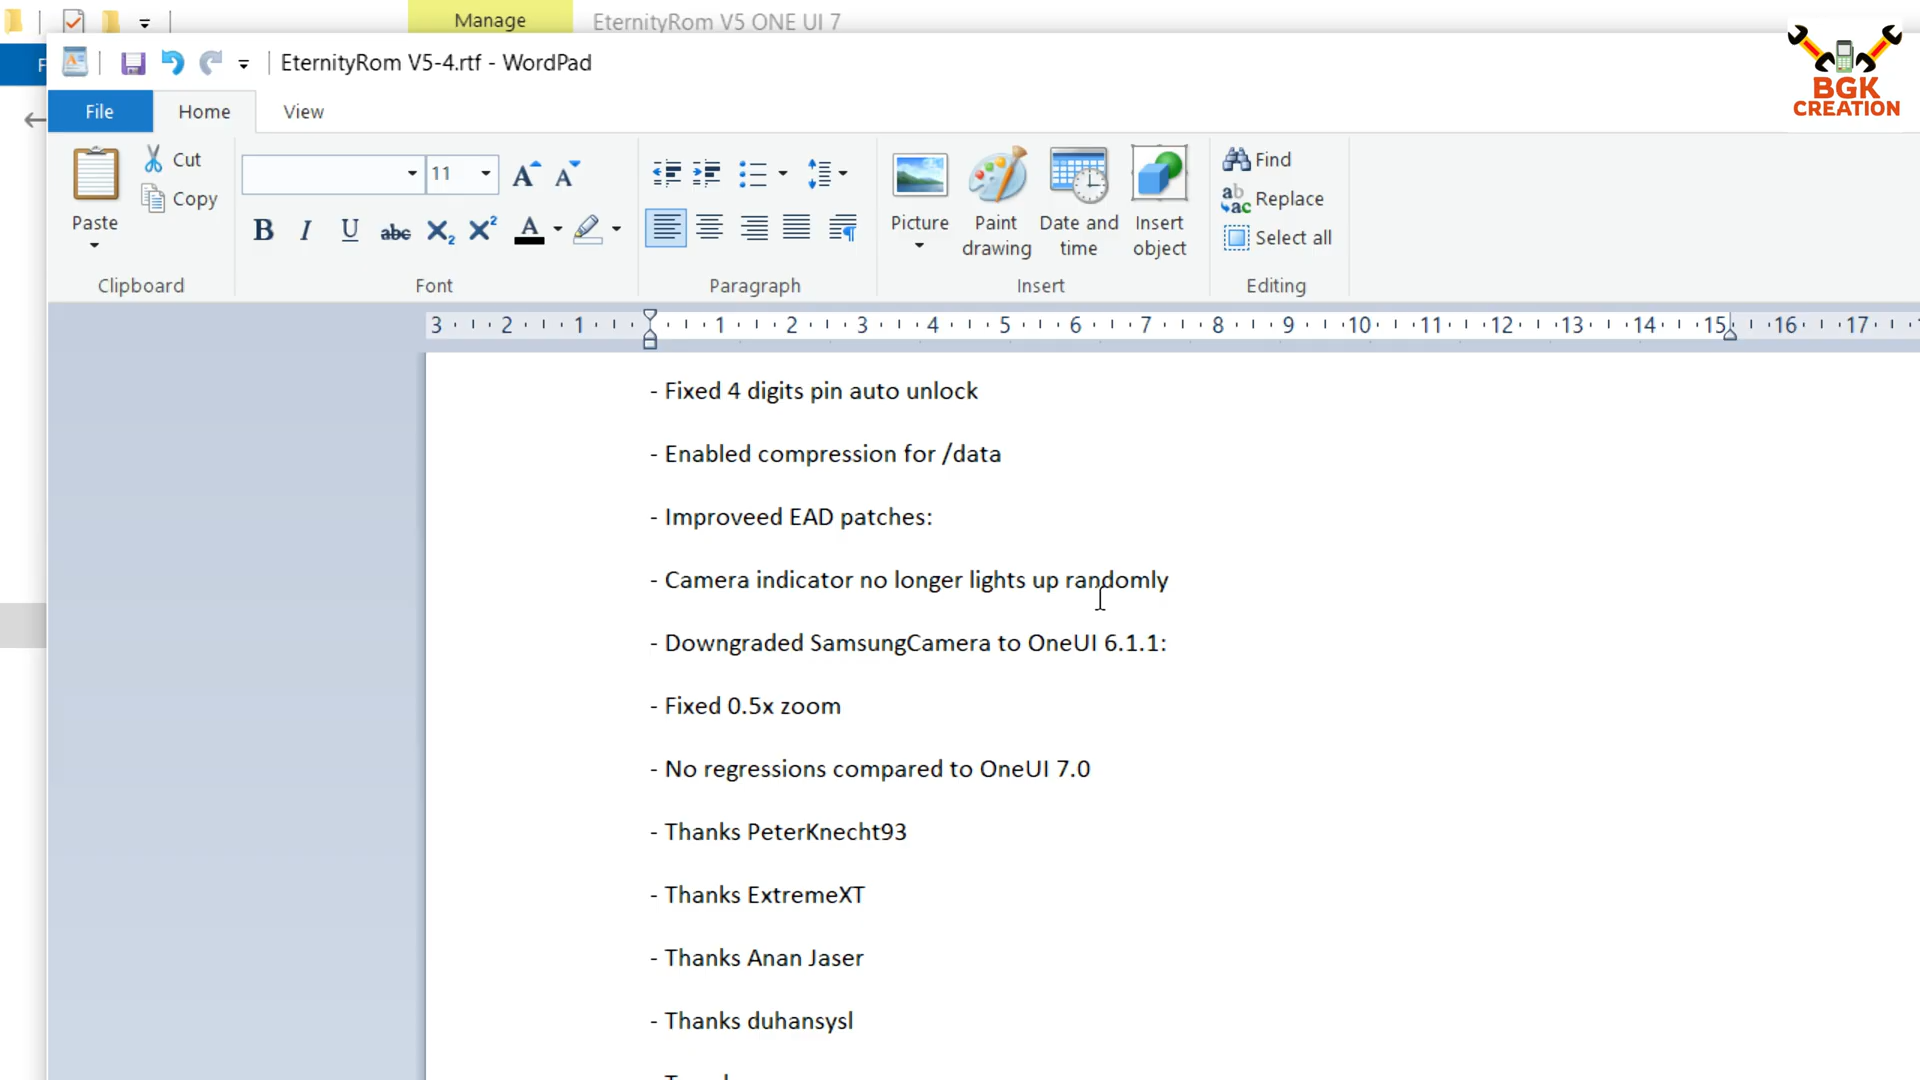 Manage
EternityRom V5 ONE UI 7
EternityRom V5-4.rtf - WordPad
BGK
CREATION
F
File
Home
View
Paste
Cut
Copy
Clipboard
11
B I U abc X₂ X² A
Font
Paragraph
Picture
Paint drawing
Date and time
Insert object
Insert
Find
Replace
Select all
Editing
3 2 1 1 2 3 4 5 6 7 8 9 10 11 12 13 14 15 16 17
- Fixed 4 digits pin auto unlock
- Enabled compression for /data
- Improveed EAD patches:
- Camera indicator no longer lights up randomly
- Downgraded SamsungCamera to OneUI 6.1.1:
- Fixed 0.5x zoom
- No regressions compared to OneUI 7.0
- Thanks PeterKnecht93
- Thanks ExtremeXT
- Thanks Anan Jaser
- Thanks duhansysl